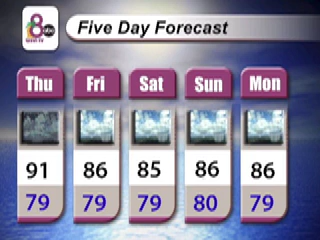 8 abc
Five Day Forecast
Thu Fri Sat Sun Mon
91 86 85 86 86
79 79 79 80 79